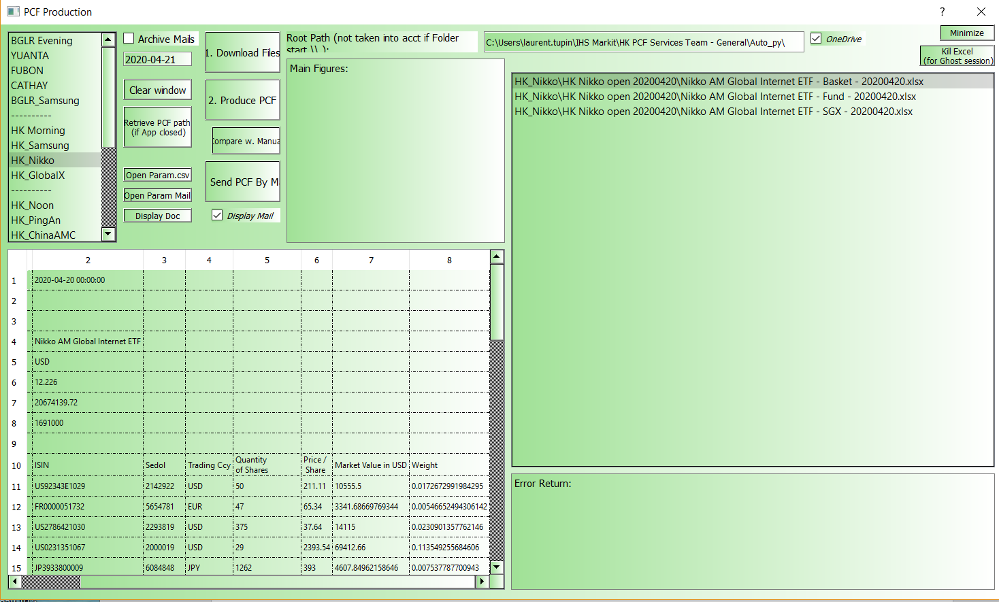 PCF Production
?
BGLR Evening
YUANTA
FUBON
CATHAY
BGLR_Samsung
----------
HK Morning
HK_Samsung
HK_Nikko
HK_GlobalX
----------
HK_Noon
HK_PingAn
HK_ChinaAMC
Archive Mails
2020-04-21
Clear window
Retrieve PCF path
(if App closed)
Open Param.csv
Open Param Mail
Display Doc
1. Download Files
2. Produce PCF
Compare w. Manua
Send PCF By M
Display Mail
Root Path (not taken into acct if Folder
start \\ ):
C:\Users\laurent.tupin\IHS Markit\HK PCF Services Team - General\Auto_py\
OneDrive
Minimize
Kill Excel
(for Ghost session)
Main Figures:
HK_Nikko\HK Nikko open 20200420\Nikko AM Global Internet ETF - Basket - 20200420.xlsx
HK_Nikko\HK Nikko open 20200420\Nikko AM Global Internet ETF - Fund - 20200420.xlsx
HK_Nikko\HK Nikko open 20200420\Nikko AM Global Internet ETF - SGX - 20200420.xlsx
2 3 4 5 6 7 8
1 2020-04-20 00:00:00
2
3
4 Nikko AM Global Internet ETF
5 USD
6 12.226
7 20674139.72
8 1691000
9
10 ISIN Sedol Trading Ccy Quantity of Shares Price / Share Market Value in USD Weight
11 US92343E1029 2142922 USD 50 211.11 10555.5 0.0172672991984295
12 FR0000051732 5654781 EUR 47 65.34 3341.68669769344 0.00546652494306142
13 US2786421030 2293819 USD 375 37.64 14115 0.0230901357762146
14 US0231351067 2000019 USD 29 2393.54 69412.66 0.113549255684606
15 JP3933800009 6084848 JPY 1262 393 4607.84962158646 0.007537787700943
Error Return: